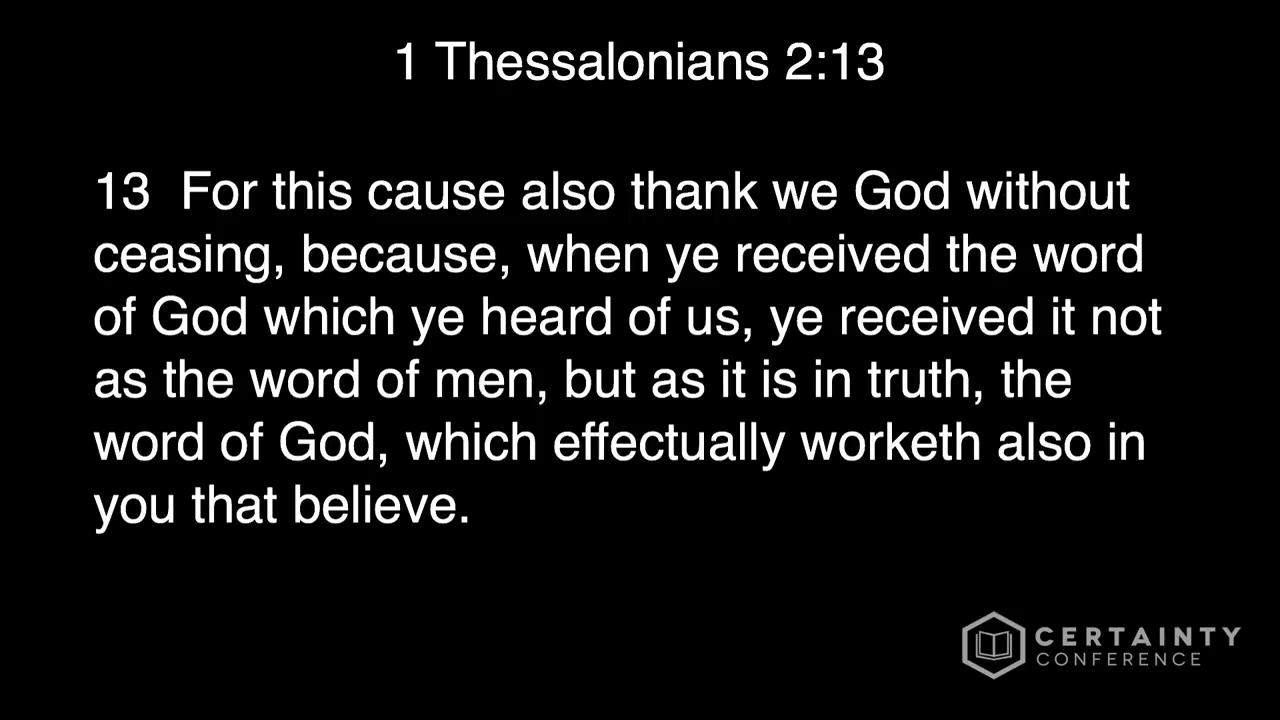 1 Thessalonians 2:13
13 For this cause also thank we God without
ceasing, because, when ye received the word
of God which ye heard of us, ye received it not
as the word of men, but as it is in truth, the
word of God, which effectually worketh also in
you that believe.
CERTAINTY
CONFERENCE